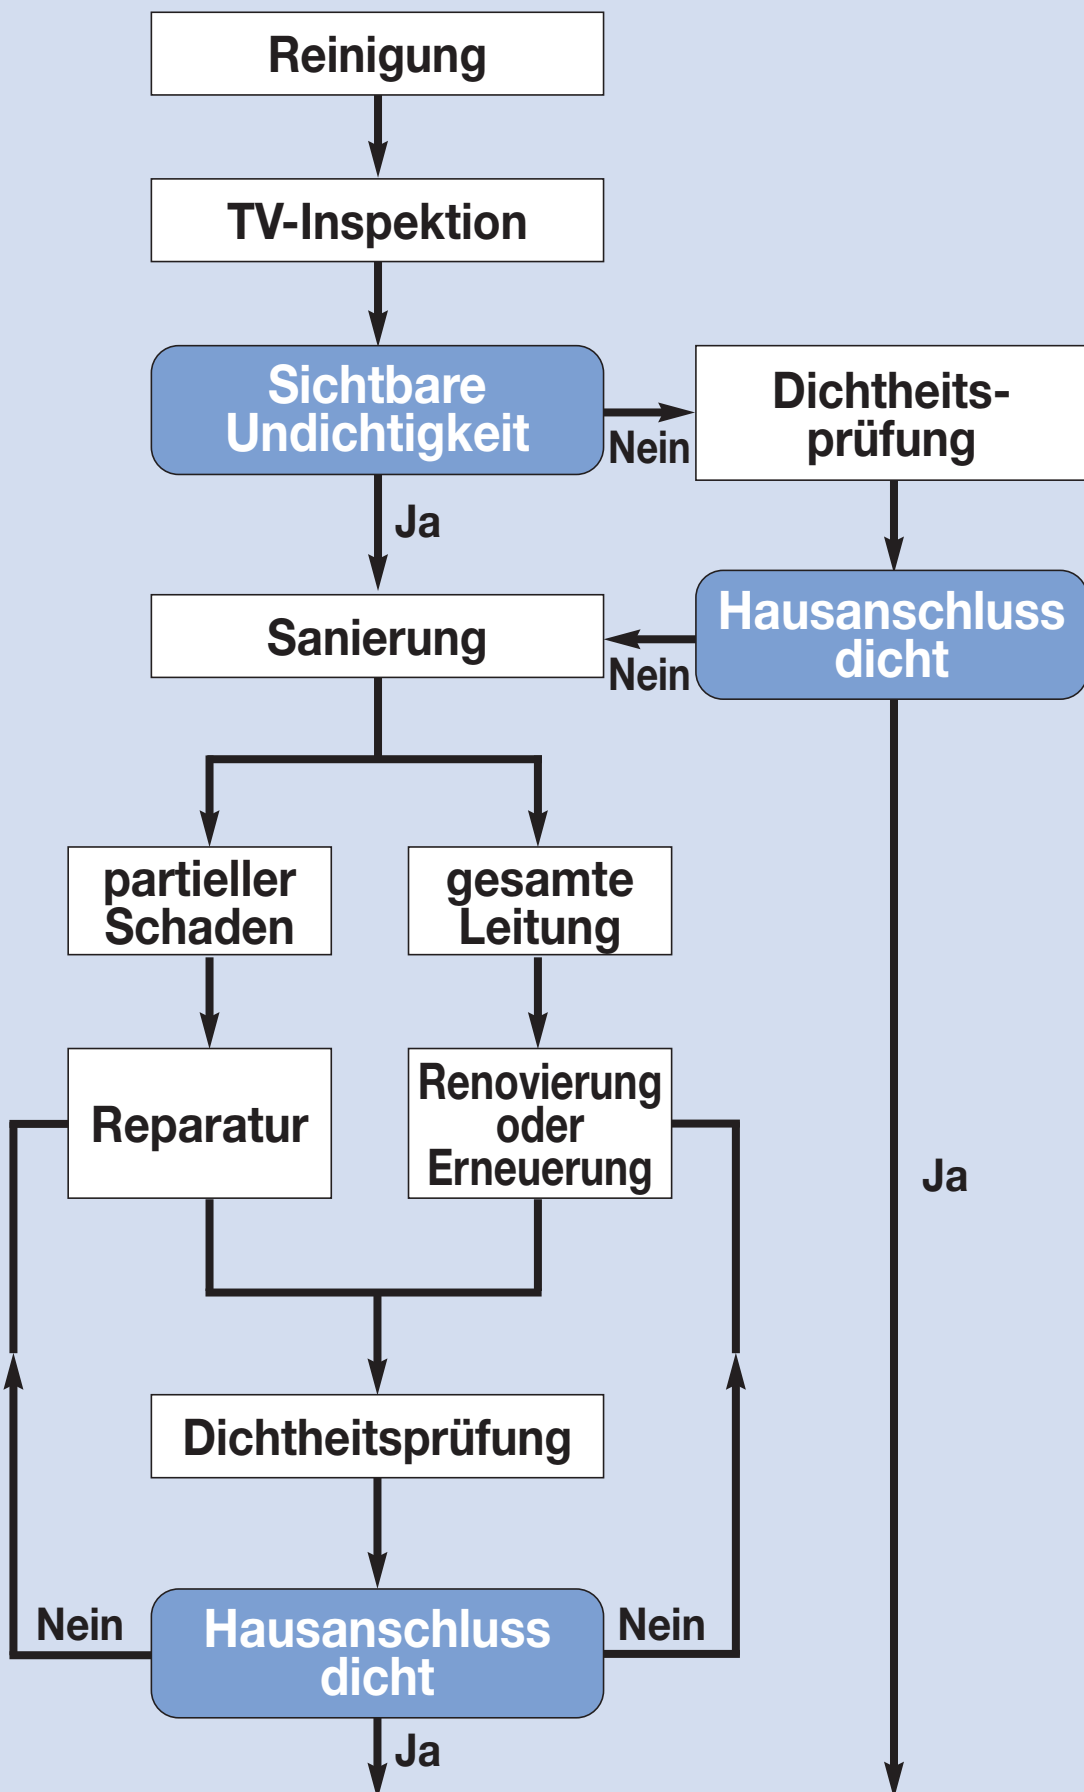 Reinigung
TV-Inspektion
Sichtbare
Undichtigkeit
Nein
Dichtheits-
prüfung
Ja
Sanierung
Nein
Hausanschluss
dicht
partieller
Schaden
gesamte
Leitung
Reparatur
Renovierung
oder
Erneuerung
Ja
Dichtheitsprüfung
Nein
Hausanschluss
dicht
Nein
Ja